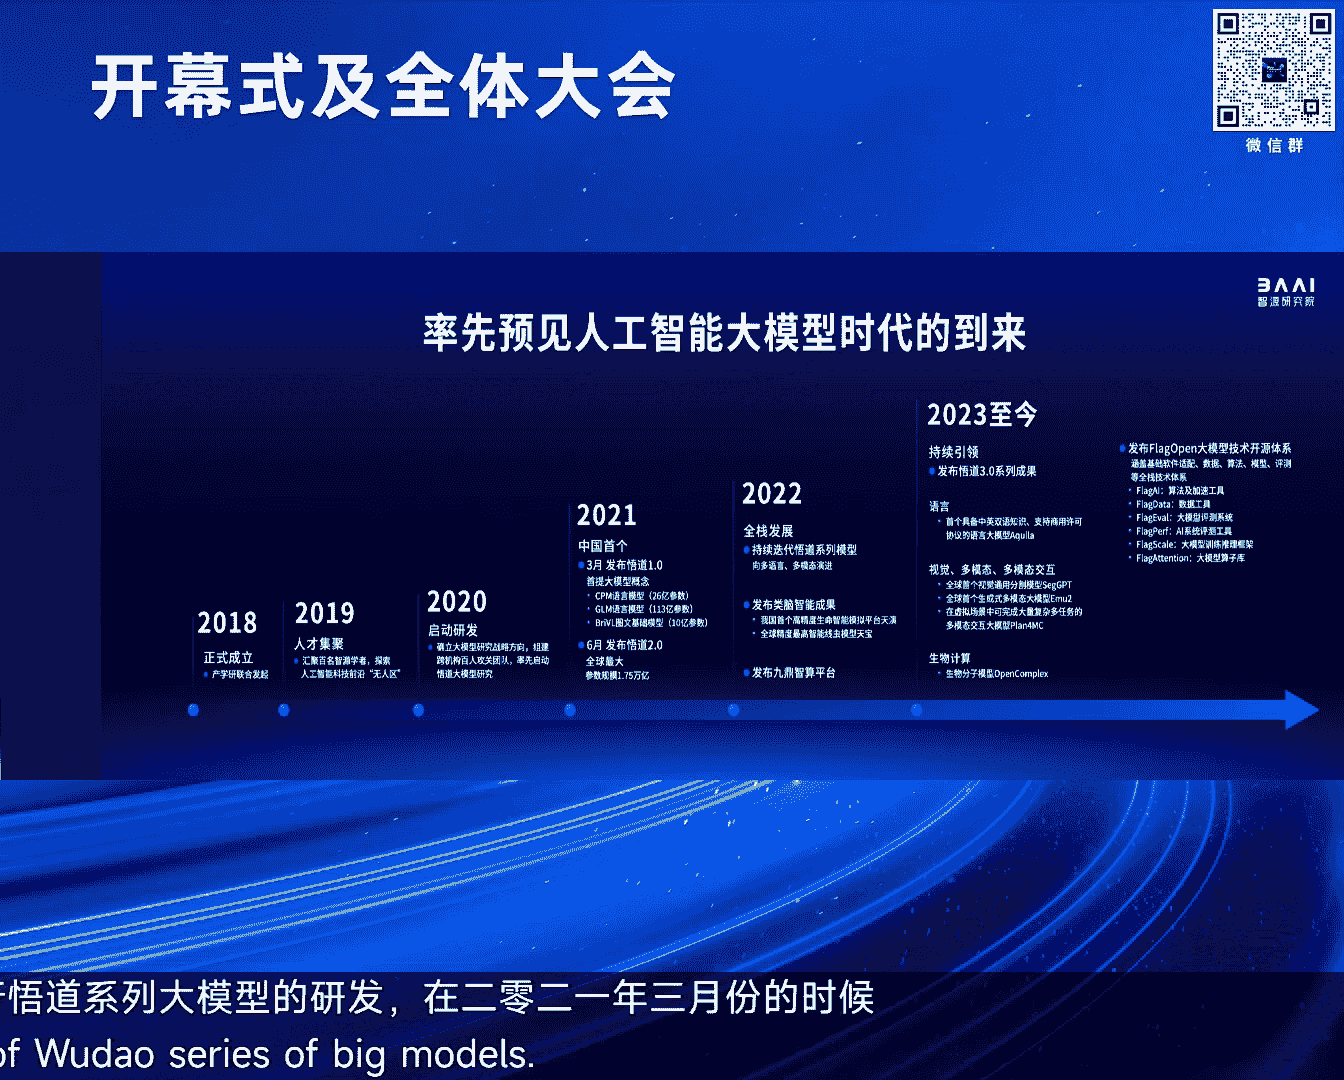 开幕式及全体大会
微信群
BAAI
智源研究院
率先预见人工智能大模型时代的到来
2018
正式成立
产学研联合发起
2019
人才集聚
汇聚百名智源学者，探索
人工智能科技前沿“无人区”
2020
启动研发
确立大模型研究战略方向，组建
跨机构百人攻关团队，率先启动
悟道大模型研究
2021
中国首个
3月 发布悟道1.0
首提大模型概念
CPM语言模型（26亿参数）
GLM语言模型（113亿参数）
BriVL图文基础模型（10亿参数）
6月 发布悟道2.0
全球最大
参数规模1.75万亿
2022
全栈发展
持续迭代悟道系列模型
向多语言、多模态演进
发布类脑智能成果
我国首个高精度生命智能模拟平台天演
全球精度最高智能线虫模型天宝
发布九鼎智算平台
2023至今
持续引领
发布悟道3.0系列成果
语言
首个具备中英双语知识、支持商用许可
协议的语言大模型Aquila
视觉、多模态、多模态交互
全球首个视觉通用分割模型SegGPT
全球首个生成式多模态大模型Emu2
在虚拟场景中可完成大量复杂多任务的
多模态交互大模型Plan4MC
生物计算
生物分子模型OpenComplex
发布FlagOpen大模型技术开源体系
涵盖基础软件适配、数据、算法、模型、评测
等全栈技术体系
FlagAI：算法及加速工具
FlagData：数据工具
FlagEval：大模型评测系统
FlagPerf：AI系统评测工具
FlagScale：大模型训练推理框架
FlagAttention：大模型算子库
悟道系列大模型的研发，在二零二一年三月份的时候
of Wudao series of big models.